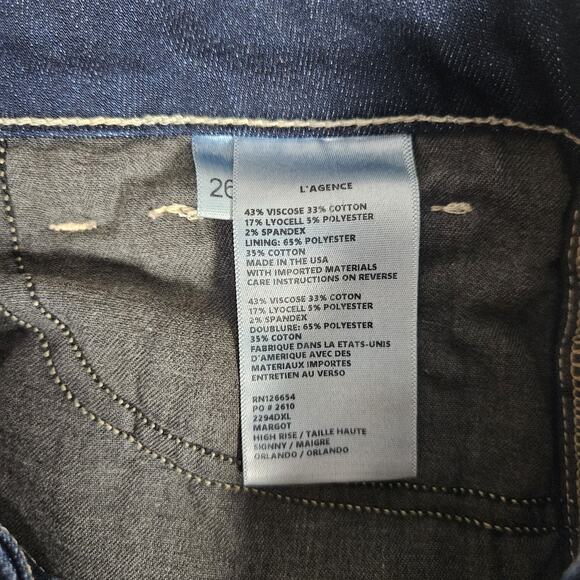 26
L'AGENCE
43% VISCOSE 33% COTTON
17% LYOCELL 5% POLYESTER
2% SPANDEX
LINING: 65% POLYESTER
35% COTTON
MADE IN THE USA
WITH IMPORTED MATERIALS
CARE INSTRUCTIONS ON REVERSE
43% VISCOSE 33% COTON
17% LYOCELL 5% POLYESTER
2% SPANDEX
DOUBLURE: 65% POLYESTER
35% COTON
FABRIQUE DANS LA ETATS-UNIS
D'AMERIQUE AVEC DES
MATERIAUX IMPORTES
ENTRETIEN AU VERSO
RN126654
PO # 2610
2294DXL
MARGOT
HIGH RISE / TAILLE HAUTE
SKINNY / MAIGRE
ORLANDO / ORLANDO